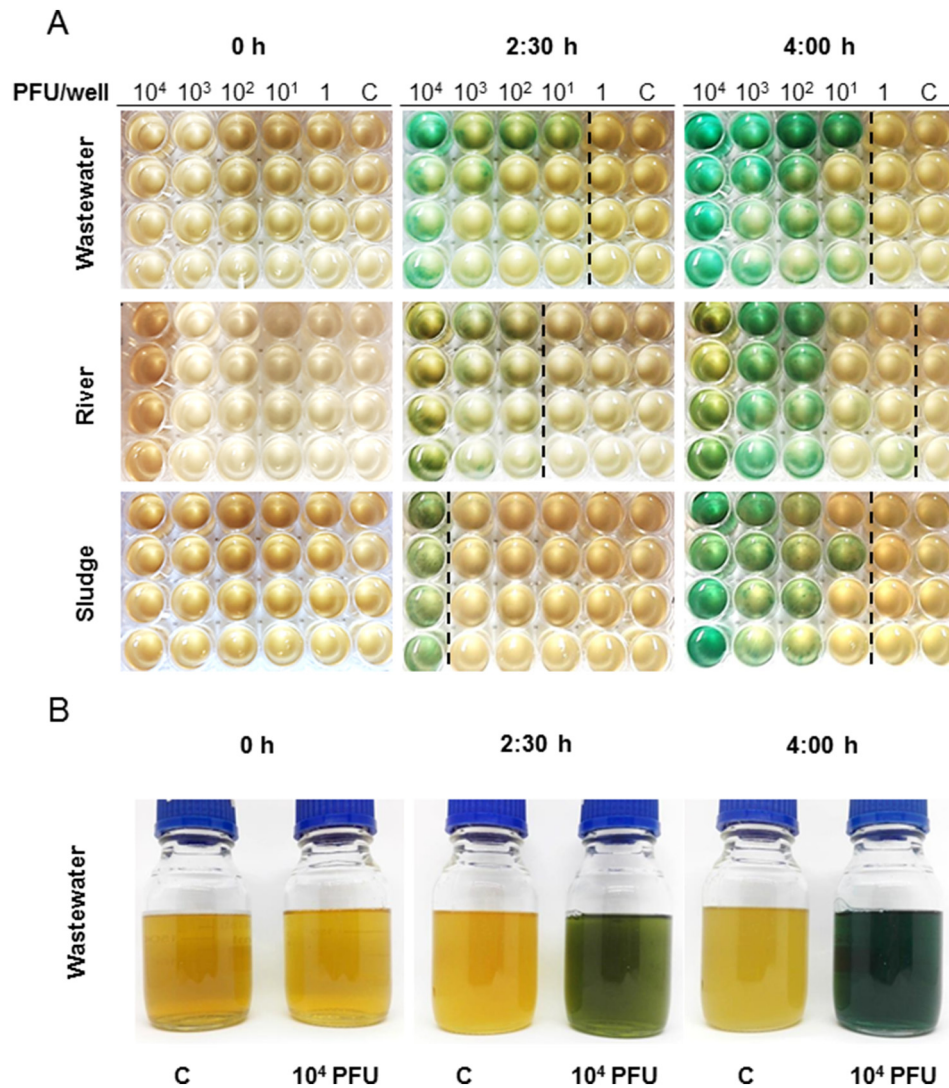 A
0 h 2:30 h 4:00 h
PFU/well 10⁴ 10³ 10² 10¹ 1 C 10⁴ 10³ 10² 10¹ 1 C 10⁴ 10³ 10² 10¹ 1 C
Wastewater
River
Sludge
B
0 h 2:30 h 4:00 h
Wastewater
C 10⁴ PFU C 10⁴ PFU C 10⁴ PFU